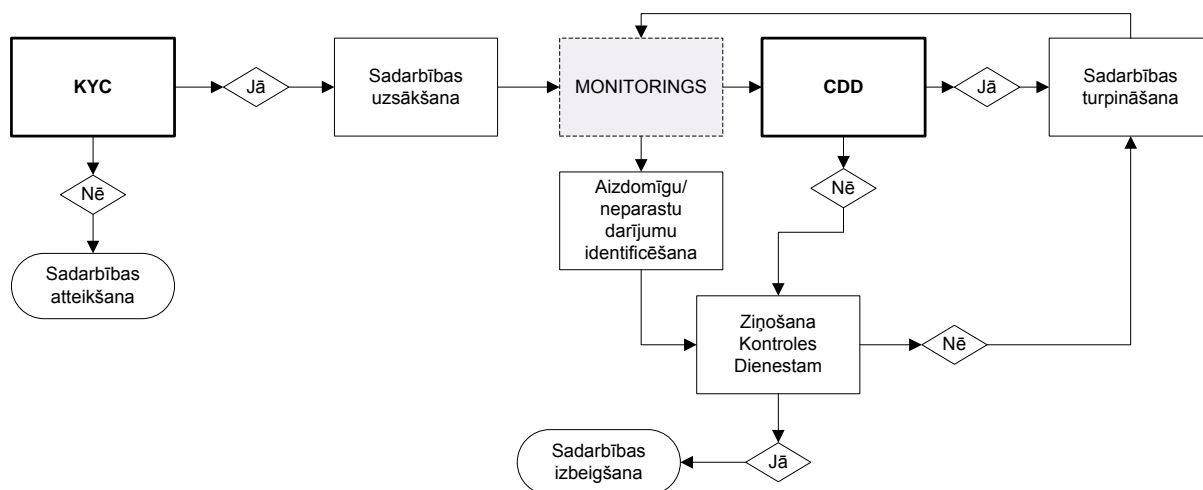 KYC
Jā
Sadarbības
uzsākšana
MONITORINGS
CDD
Jā
Sadarbības
turpināšana
Nē
Aizdomīgu/
neparastu
darījumu
identificēšana
Nē
Sadarbības
atteikšana
Ziņošana
Kontroles
Dienestam
Nē
Sadarbības
izbeigšana
Jā